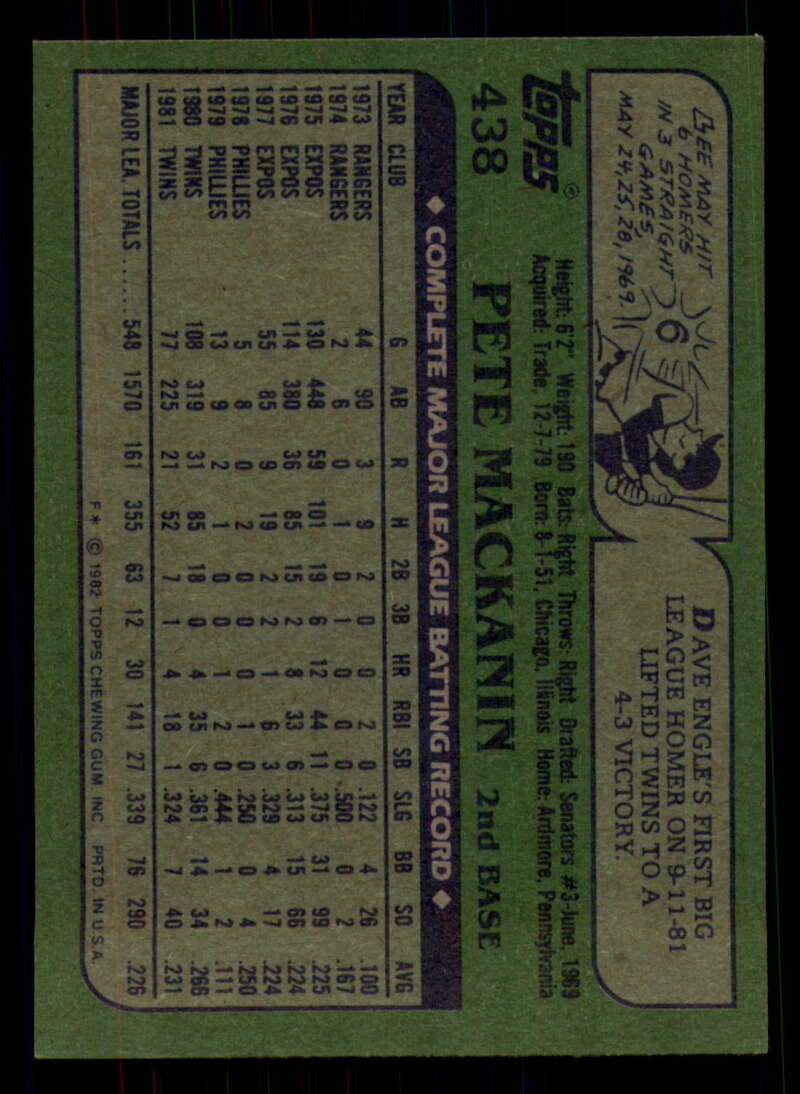 LEE MAY HIT
6 HOMERS
IN 3 STRAIGHT
GAMES,
MAY 24, 25, 28, 1969.
6
DAVE ENGLE'S FIRST BIG
LEAGUE HOMER ON 9-11-81
LIFTED TWINS TO A
4-3 VICTORY.
TOPPS®
Height: 6'2" Weight: 190 Bats: Right Throws: Right Drafted: Senators #3-June, 1969
Acquired: Trade, 12-7-79 Born: 8-1-51, Chicago, Illinois Home: Ardmore, Pennsylvania
438 PETE MACKANIN 2nd BASE
◆ COMPLETE MAJOR LEAGUE BATTING RECORD ◆
YEAR CLUB G AB R H 2B 3B HR RBI SB SLG BB SO AVG
1973 RANGERS 44 90 3 9 2 0 0 2 0 .122 4 26 .100
1974 RANGERS 2 6 0 1 0 1 0 0 0 .500 0 2 .167
1975 EXPOS 130 448 59 101 19 6 12 44 11 .375 31 99 .225
1976 EXPOS 114 380 36 85 15 2 8 33 6 .313 15 66 .224
1977 EXPOS 55 85 9 19 2 2 1 6 3 .329 4 17 .224
1978 PHILLIES 5 8 0 2 0 0 0 1 0 .250 0 4 .250
1979 PHILLIES 13 9 2 1 0 0 1 2 0 .444 1 2 .111
1980 TWINS 108 319 31 85 18 0 4 35 6 .361 14 34 .266
1981 TWINS 77 225 21 52 7 1 4 18 1 .324 7 40 .231
MAJOR LEA. TOTALS ...... 548 1570 161 355 63 12 30 141 27 .339 76 290 .226
F* © 1982 TOPPS CHEWING GUM, INC. PRTD. IN U.S.A.